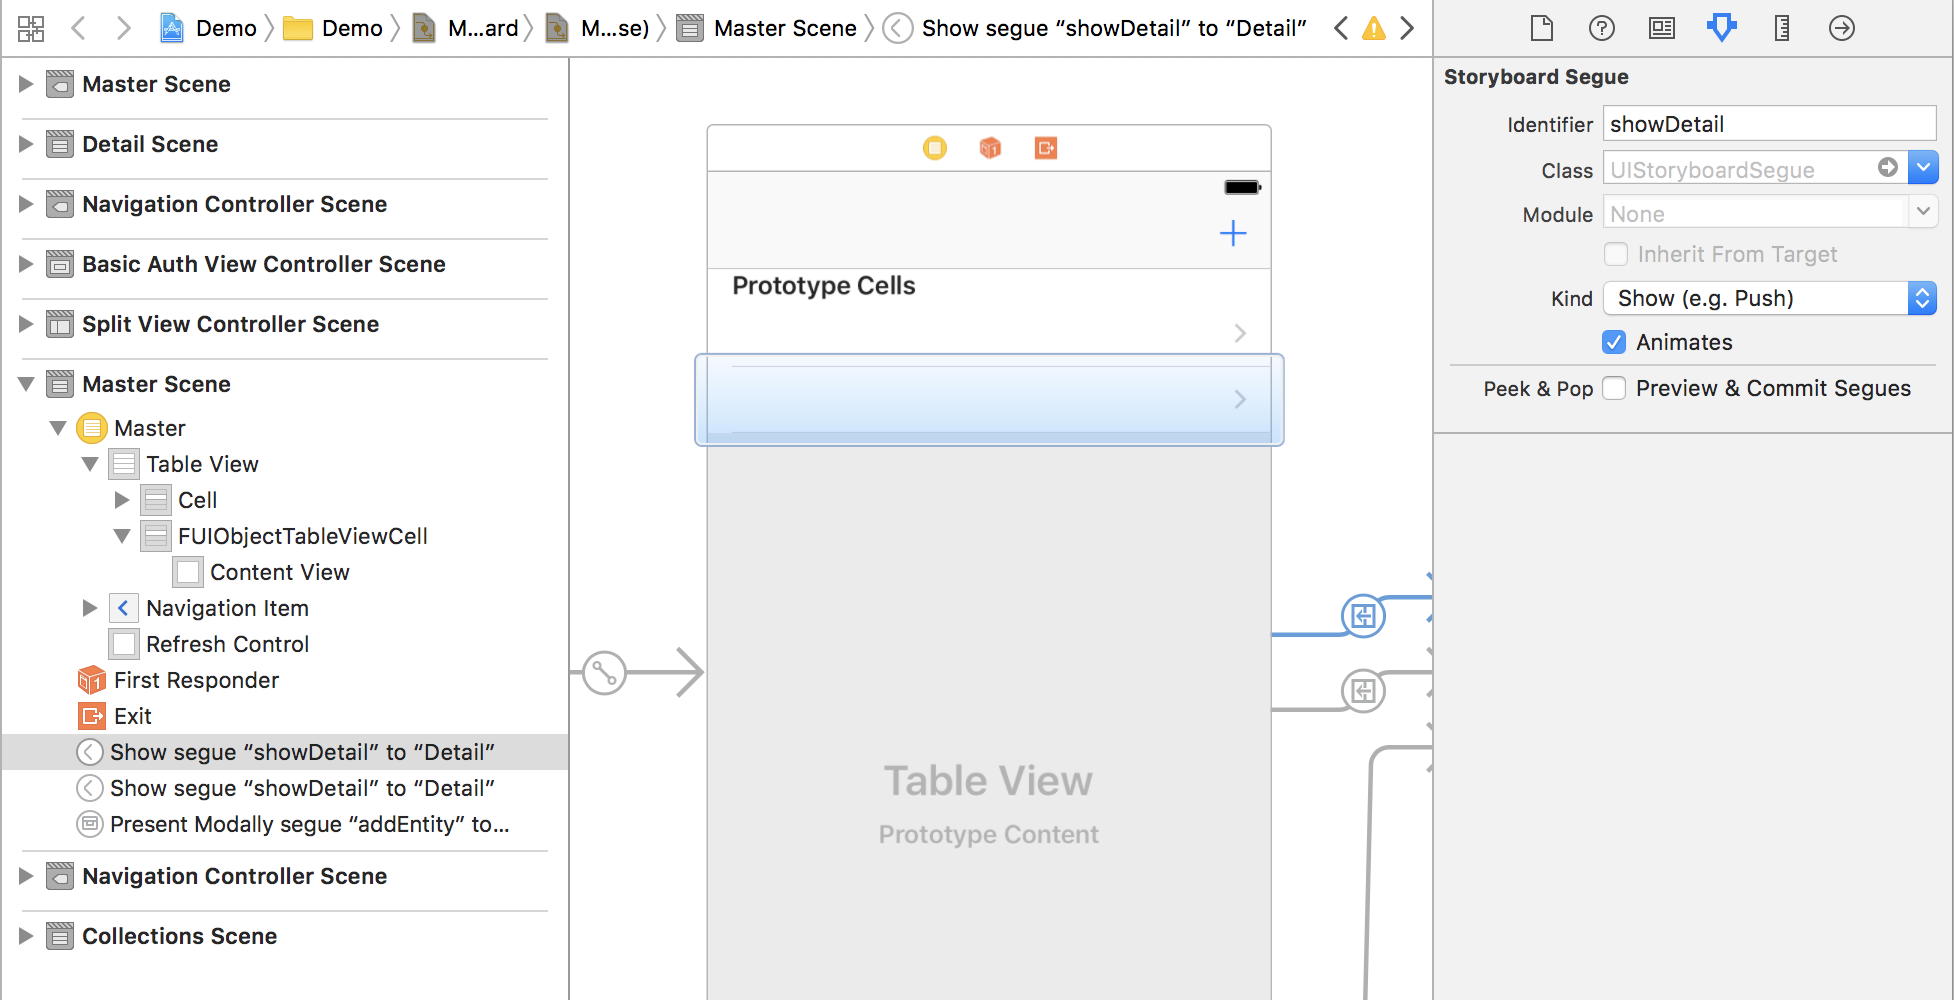 Demo Demo M...ard M...se) Master Scene Show segue “showDetail” to “Detail”
Master Scene
Detail Scene
Navigation Controller Scene
Basic Auth View Controller Scene
Split View Controller Scene
Master Scene
Master
Table View
Cell
FUIObjectTableViewCell
Content View
Navigation Item
Refresh Control
First Responder
Exit
Show segue “showDetail” to “Detail”
Show segue “showDetail” to “Detail”
Present Modally segue “addEntity” to...
Navigation Controller Scene
Collections Scene
Prototype Cells
Table View
Prototype Content
Storyboard Segue
Identifier showDetail
Class UIStoryboardSegue
Module None
Inherit From Target
Kind Show (e.g. Push)
Animates
Peek & Pop Preview & Commit Segues